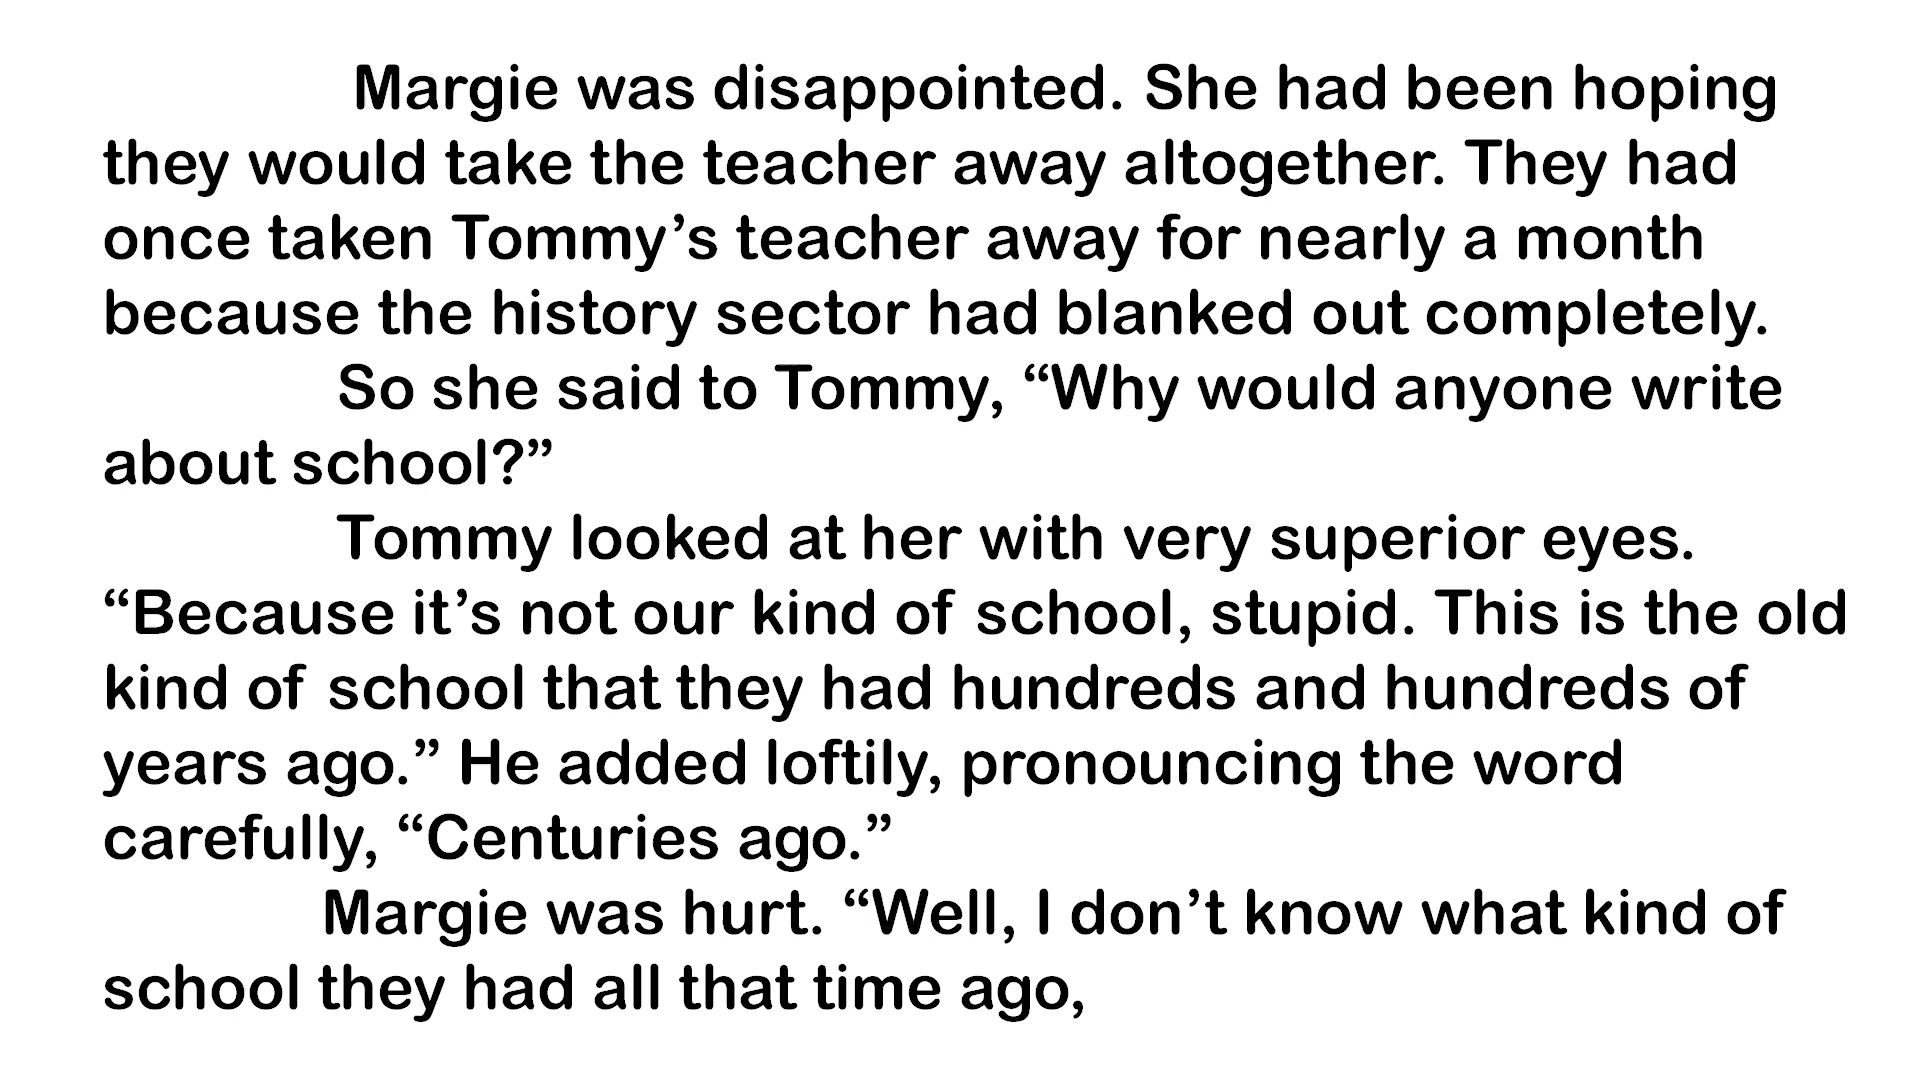 Margie was disappointed. She had been hoping
they would take the teacher away altogether. They had
once taken Tommy’s teacher away for nearly a month
because the history sector had blanked out completely.
So she said to Tommy, “Why would anyone write
about school?”
Tommy looked at her with very superior eyes.
“Because it’s not our kind of school, stupid. This is the old
kind of school that they had hundreds and hundreds of
years ago.” He added loftily, pronouncing the word
carefully, “Centuries ago.”
Margie was hurt. “Well, I don’t know what kind of
school they had all that time ago,